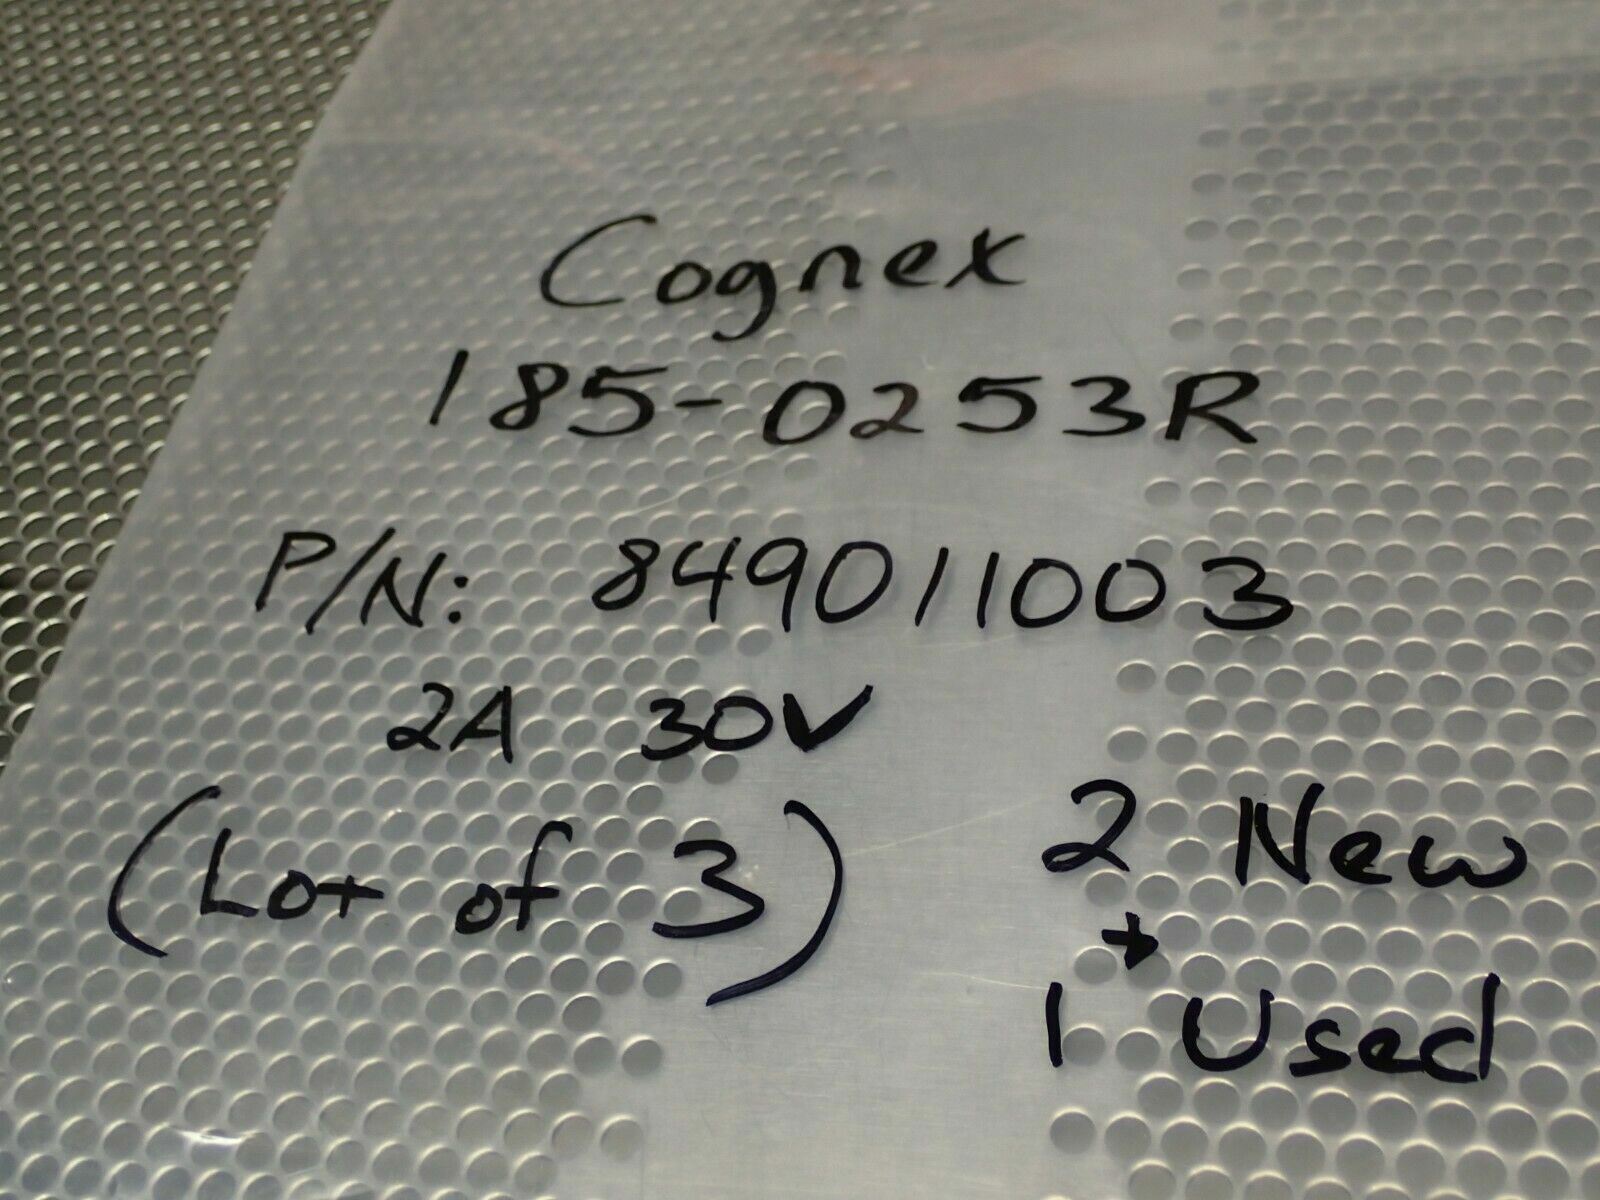 Cognex
185-0253R
P/N: 849011003
2A 30V
(Lot of 3)
2 New
+
1 Used